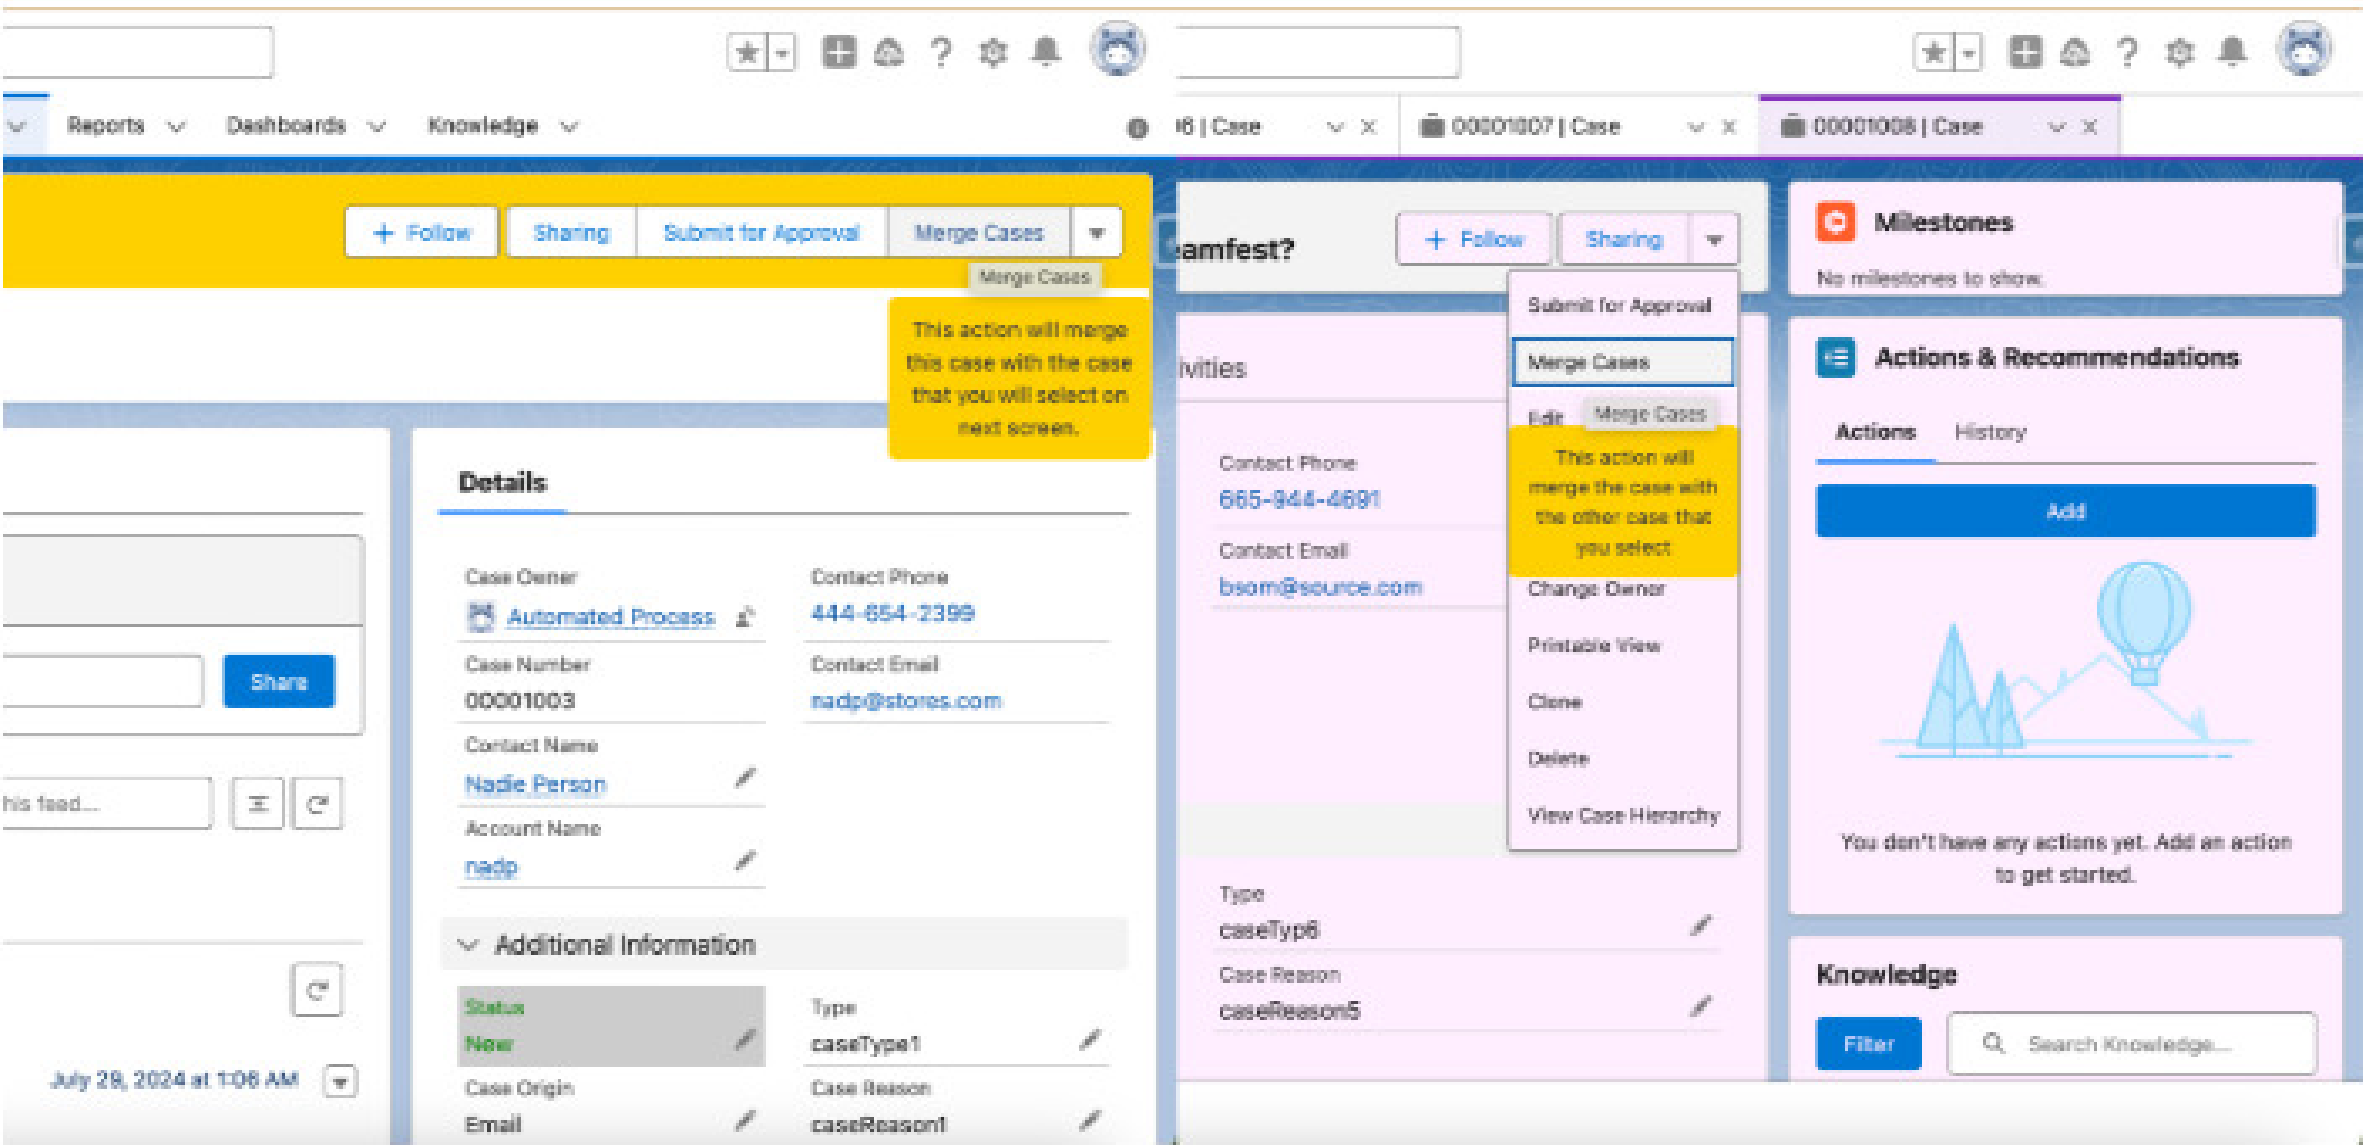 Reports
Dashboards
Knowledge
+ Follow
Sharing
Submit for Approval
Merge Cases
Merge Cases
This action will merge
this case with the case
that you will select on
next screen.
Details
Case Owner
Automated Process
Contact Phone
444-654-2399
Case Number
00001003
Contact Email
nadp@stores.com
Contact Name
Nadie Person
Account Name
nadp
Additional Information
Status
New
Type
caseType1
Case Origin
Email
Case Reason
caseReason1
Share
his feed...
July 29, 2024 at 1:06 AM
6 | Case
00001007 | Case
00001008 | Case
amfest?
+ Follow
Sharing
Submit for Approval
Merge Cases
Edit
Merge Cases
This action will
merge the case with
the other case that
you select
Change Owner
Printable View
Clone
Delete
View Case Hierarchy
ivities
Contact Phone
665-944-4691
Contact Email
bsom@source.com
Type
caseTyp6
Case Reason
caseReason5
Milestones
No milestones to show.
Actions & Recommendations
Actions
History
Add
You don't have any actions yet. Add an action
to get started.
Knowledge
Filter
Search Knowledge...